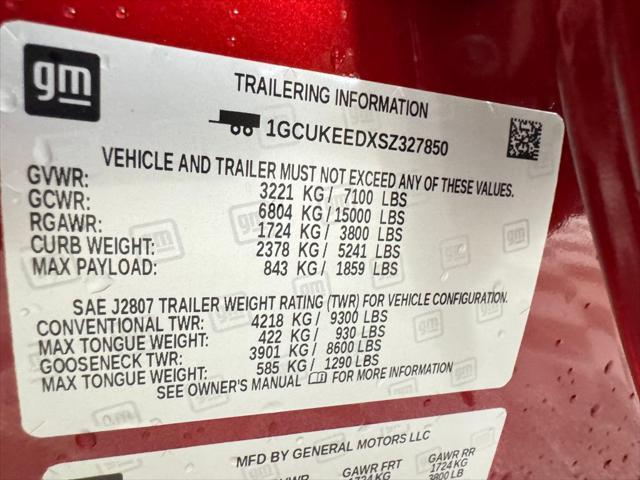 gm
TRAILERING INFORMATION
1GCUKEEDXSZ327850
VEHICLE AND TRAILER MUST NOT EXCEED ANY OF THESE VALUES.
GVWR: 3221 KG / 7100 LBS
GCWR: 6804 KG / 15000 LBS
RGAWR: 1724 KG / 3800 LBS
CURB WEIGHT: 2378 KG / 5241 LBS
MAX PAYLOAD: 843 KG / 1859 LBS
SAE J2807 TRAILER WEIGHT RATING (TWR) FOR VEHICLE CONFIGURATION.
CONVENTIONAL TWR: 4218 KG / 9300 LBS
MAX TONGUE WEIGHT: 422 KG / 930 LBS
GOOSENECK TWR: 3901 KG / 8600 LBS
MAX TONGUE WEIGHT: 585 KG / 1290 LBS
SEE OWNER'S MANUAL FOR MORE INFORMATION
MFD BY GENERAL MOTORS LLC
GAWR FRT GAWR RR
1724 KG 1724 KG
3800 LB